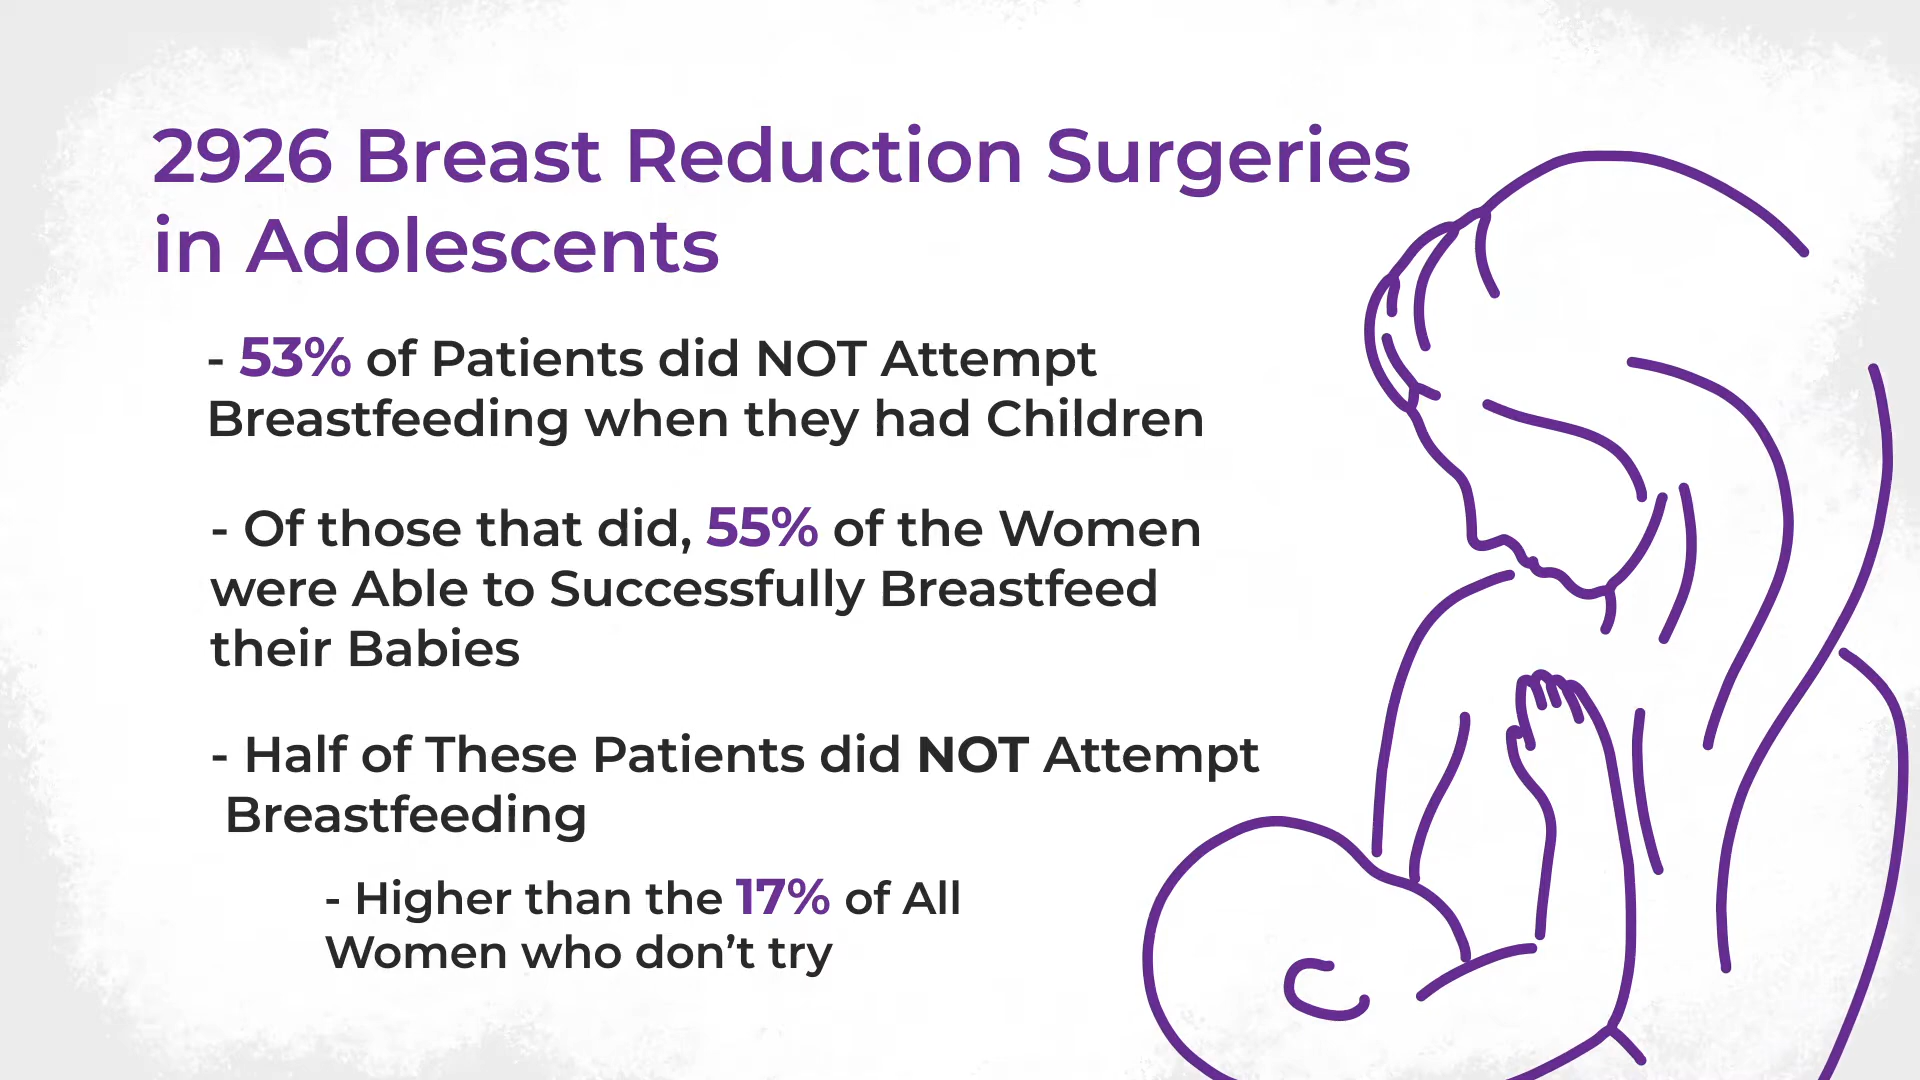 2926 Breast Reduction Surgeries
in Adolescents
- 53% of Patients did NOT Attempt
Breastfeeding when they had Children
- Of those that did, 55% of the Women
were Able to Successfully Breastfeed
their Babies
- Half of These Patients did NOT Attempt
Breastfeeding
- Higher than the 17% of All
Women who don’t try